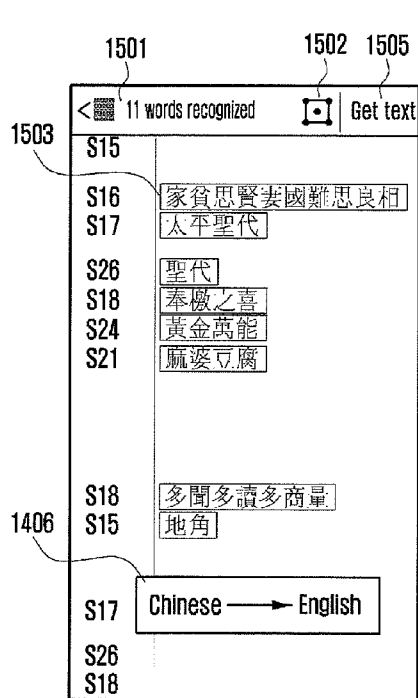 1501
1502 1505
< 11 words recognized Get text
1503
S15
S16 家貧思賢妻國難思良相
S17 太平聖代
S26 聖代
S18 奉檄之喜
S24 黃金萬能
S21 麻婆豆腐
S18 多聞多讀多商量
S15 地角
1406
S17 Chinese → English
S26
S18